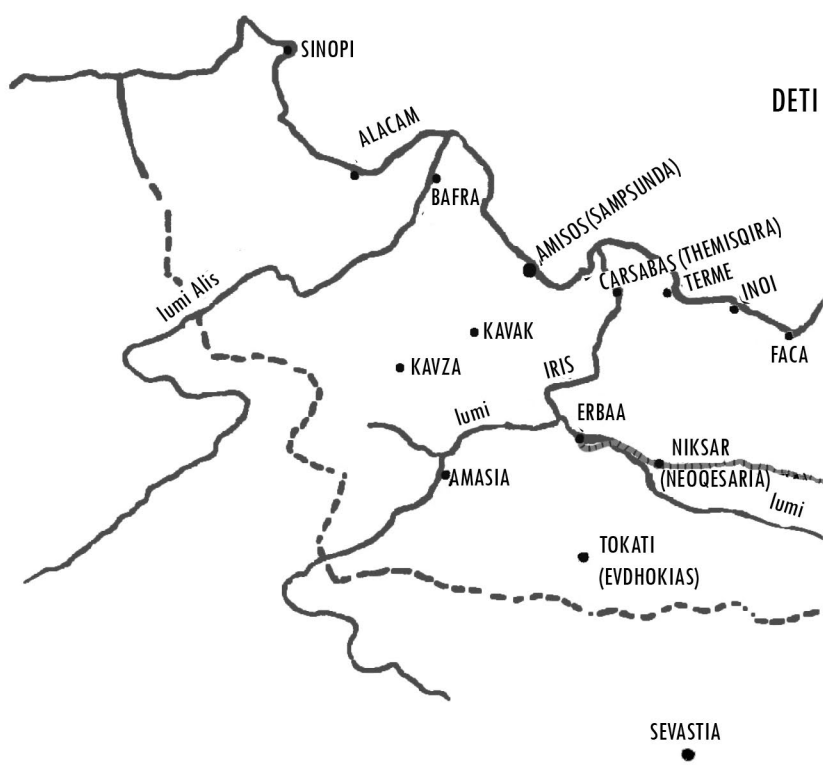 SINOPI
DETI
ALACAM
BAFRA
AMISOS (SAMPSUNDA)
CARSABAS (THEMISQIRA)
TERME
INOI
FACA
lumi Alis
KAVAK
KAVZA
IRIS
lumi
ERBAA
NIKSAR
(NEOQESARIA)
lumi
AMASIA
TOKATI
(EVDHOKIAS)
SEVASTIA